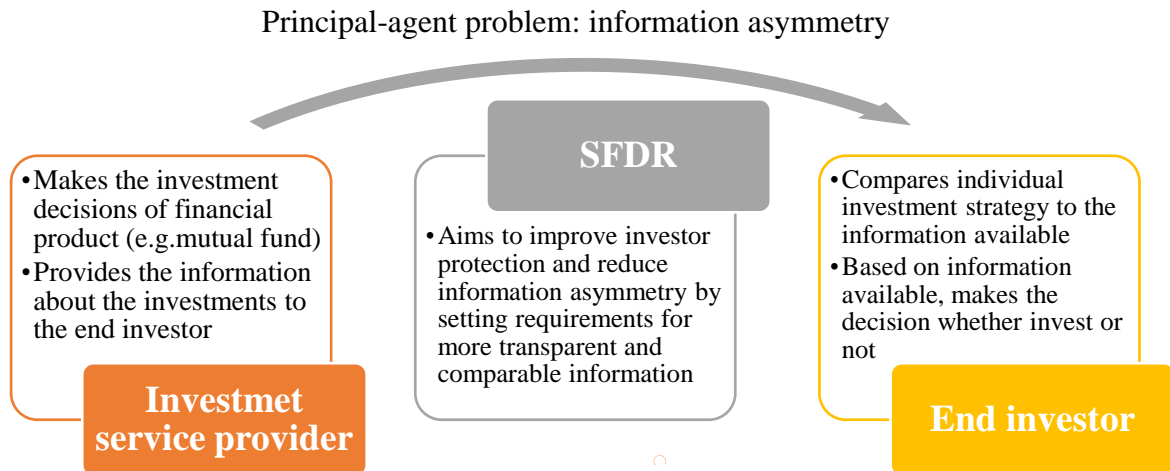 Principal-agent problem: information asymmetry
•Makes the investment
decisions of financial
product (e.g.mutual fund)
•Provides the information
about the investments to
the end investor
Investmet
service provider
SFDR
•Aims to improve investor
protection and reduce
information asymmetry by
setting requirements for
more transparent and
comparable information
•Compares individual
investment strategy to the
information available
•Based on information
available, makes the
decision whether invest or
not
End investor